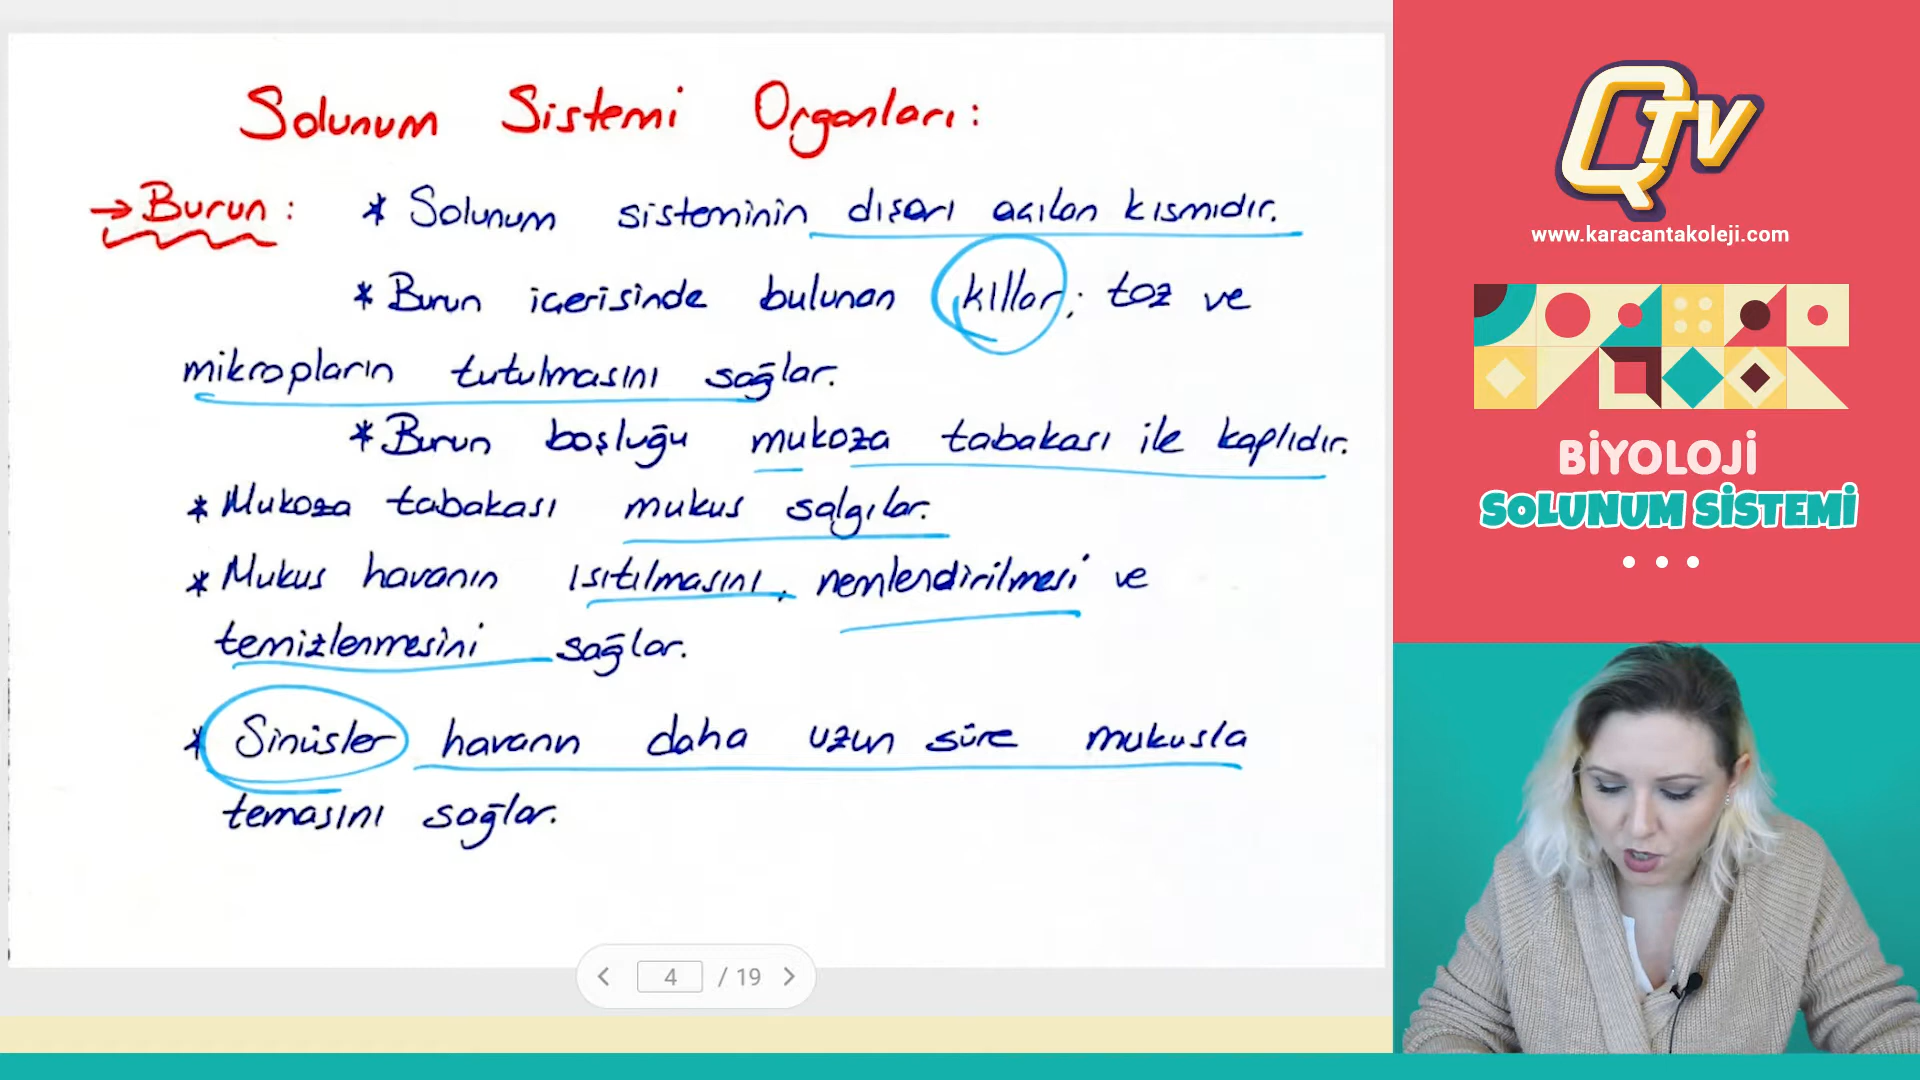 Solunum Sistemi Organları:
→ Burun : * Solunum sisteminin dışarı açılan kısmıdır.
* Burun içerisinde bulunan kıllar; toz ve
mikropların tutulmasını sağlar.
* Burun boşluğu mukoza tabakası ile kaplıdır.
* Mukoza tabakası mukus salgılar.
* Mukus havanın ısıtılmasını, nemlendirilmesi ve
temizlenmesini sağlar.
* Sinüsler havanın daha uzun süre mukusla
temasını sağlar.
4 / 19
QTV
www.karacantakoleji.com
BİYOLOJİ
SOLUNUM SİSTEMİ